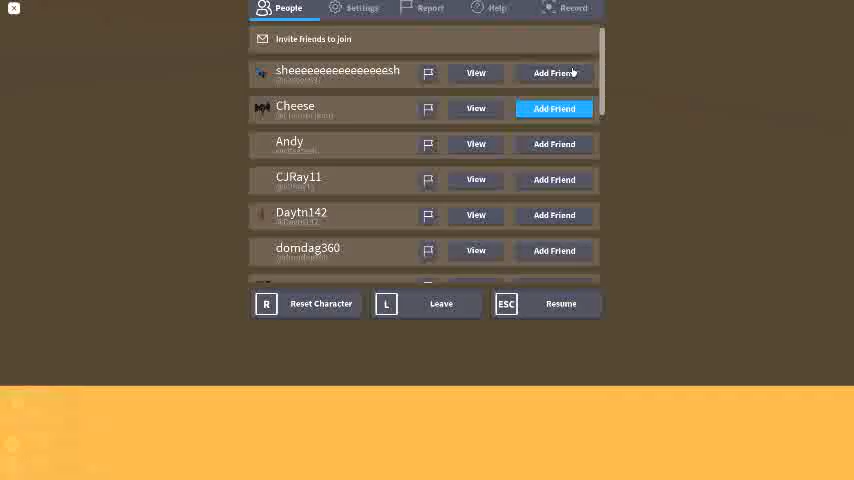 People Settings Report Help Record
Invite friends to join
sheeeeeeeeeeeeeeeesh View Add Friend
Cheese View Add Friend
Andy View Add Friend
CJRay11 View Add Friend
Daytn142 View Add Friend
domdag360 View Add Friend
R Reset Character L Leave ESC Resume